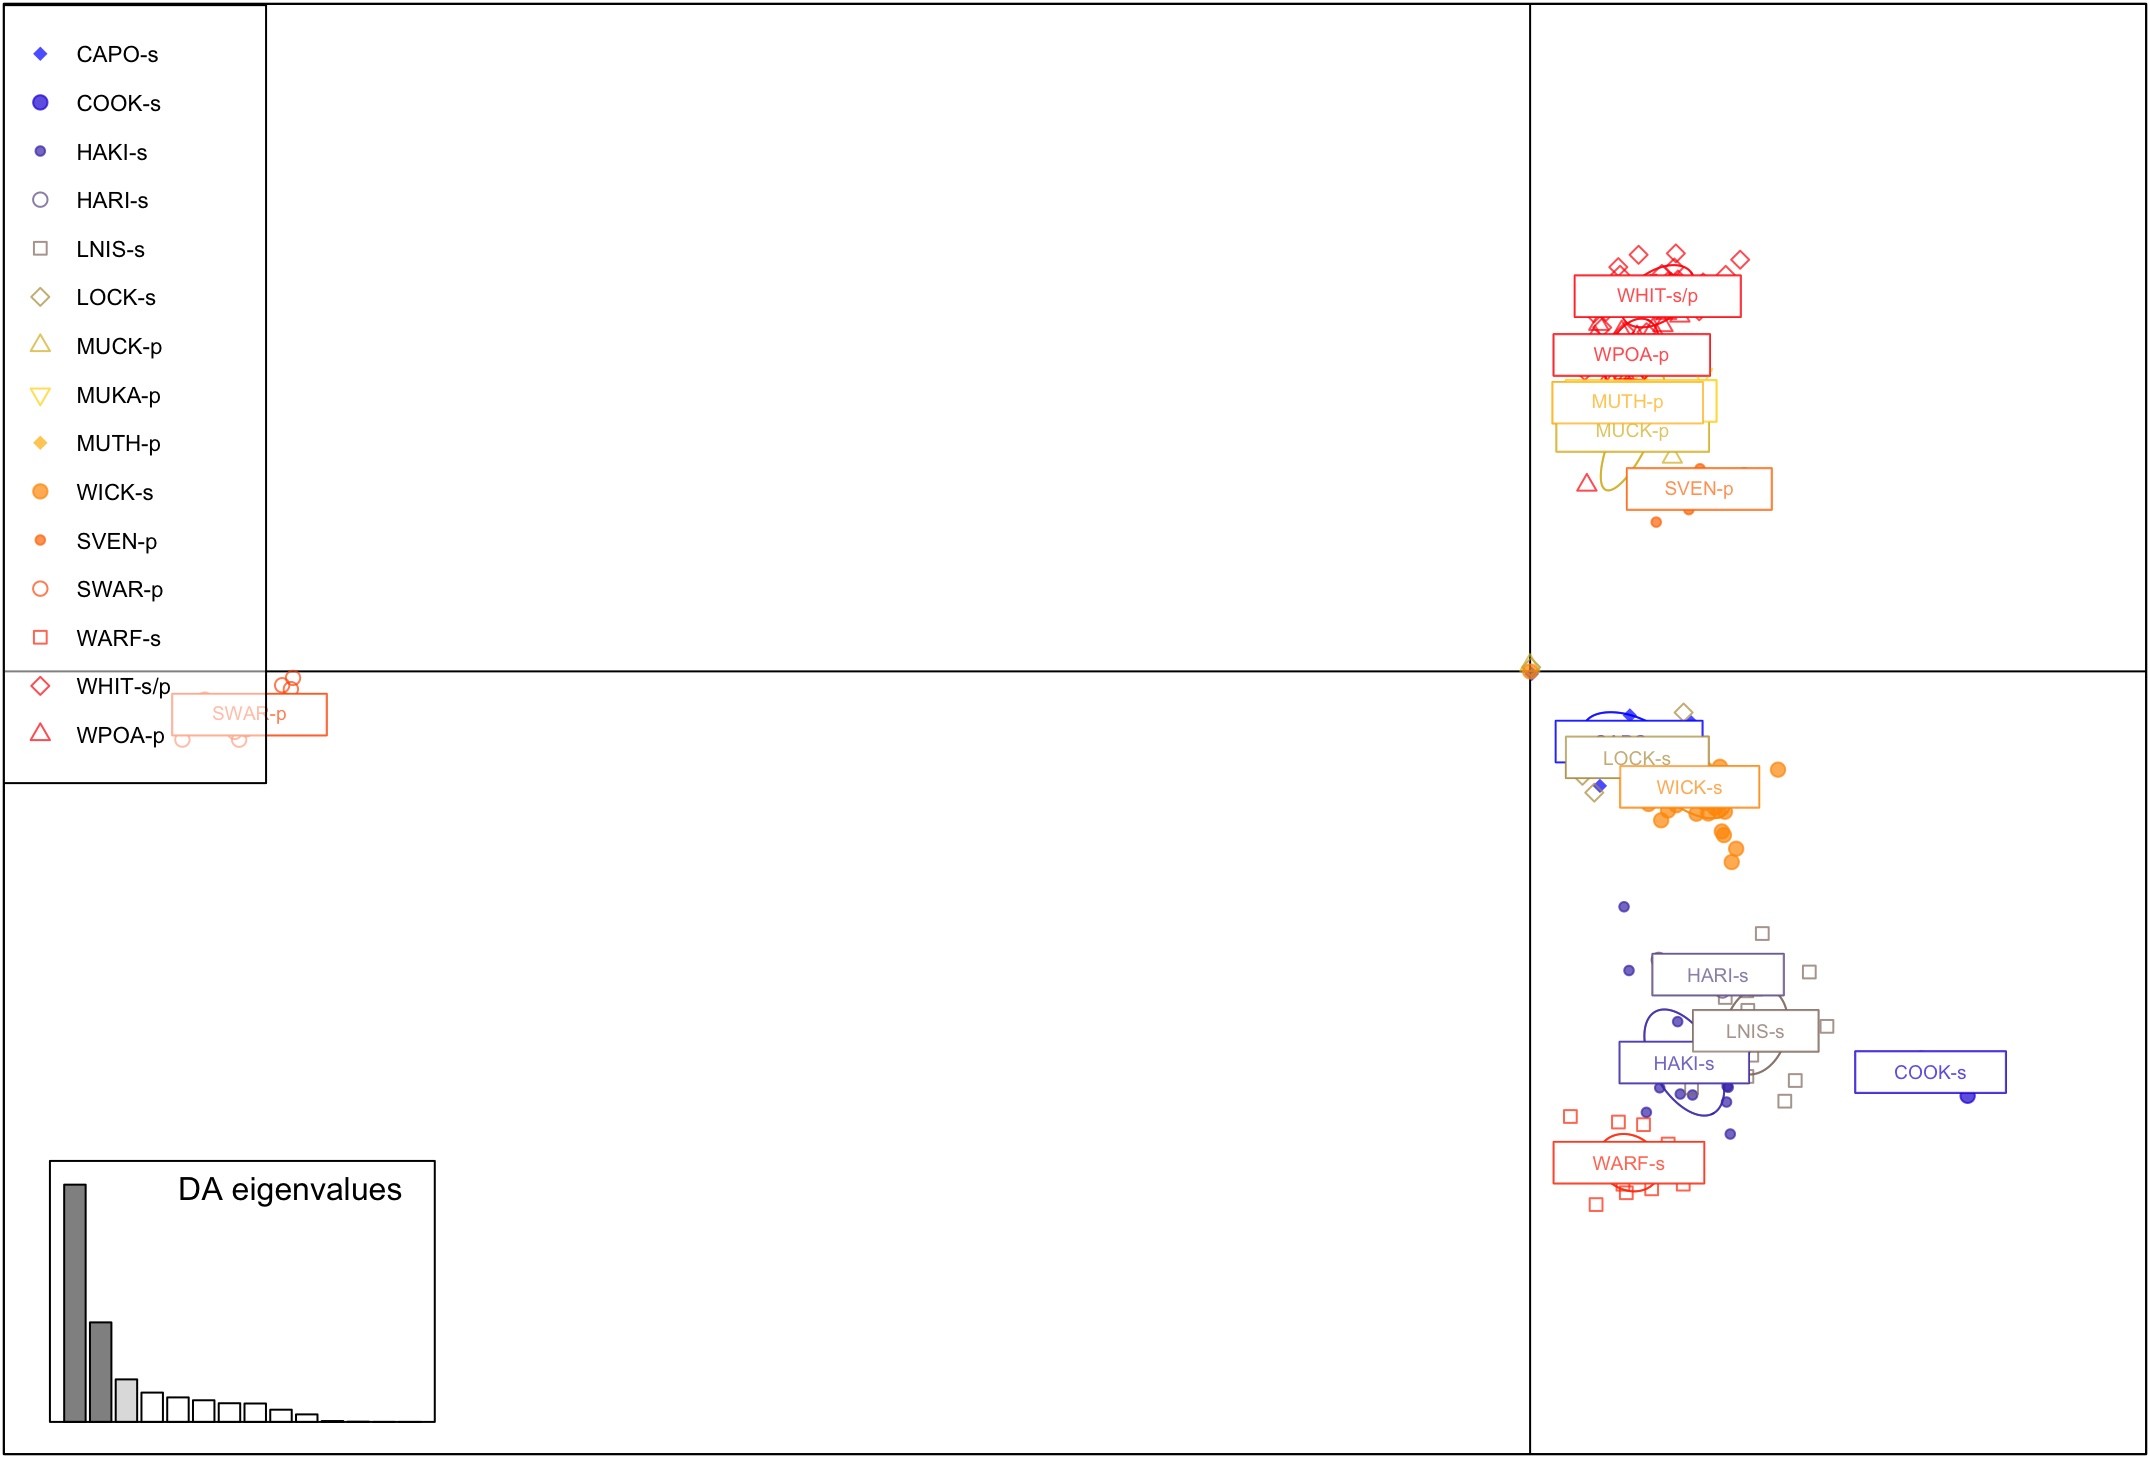 CAPO-s
COOK-s
HAKI-s
HARI-s
LNIS-s
LOCK-s
MUCK-p
MUKA-p
MUTH-p
WICK-s
SVEN-p
SWAR-p
WARF-s
WHIT-s/p
WPOA-p
SWAR-p
WHIT-s/p
WPOA-p
MUTH-p
MUCK-p
SVEN-p
LOCK-s
WICK-s
HARI-s
LNIS-s
HAKI-s
COOK-s
WARF-s
DA eigenvalues